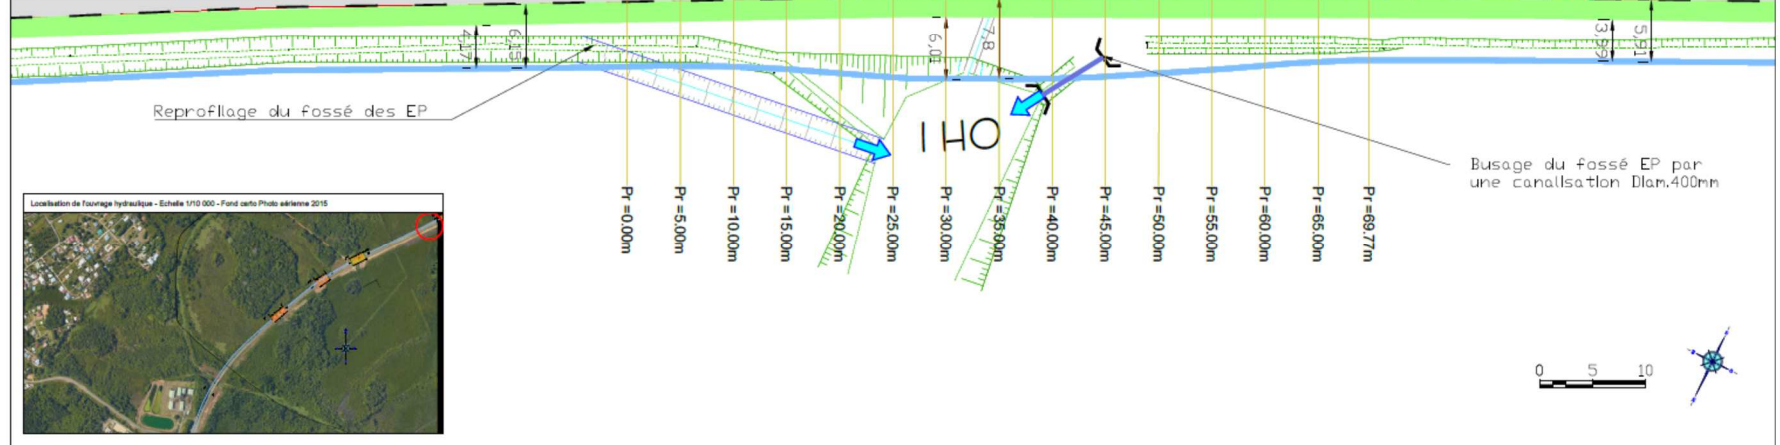 4,17
6,15
6,01
7,8
3,99
5,91
Reprofilage du fossé des EP
OH I
Busage du fossé EP par
une canalisation Diam.400mm
Pr =0.00m
Pr =5.00m
Pr =10.00m
Pr =15.00m
Pr =20.00m
Pr =25.00m
Pr =30.00m
Pr =35.00m
Pr =40.00m
Pr =45.00m
Pr =50.00m
Pr =55.00m
Pr =60.00m
Pr =65.00m
Pr =69.77m
Localisation de l'ouvrage hydraulique - Echelle 1/10 000 - Fond carto Photo aérienne 2015
0 5 10